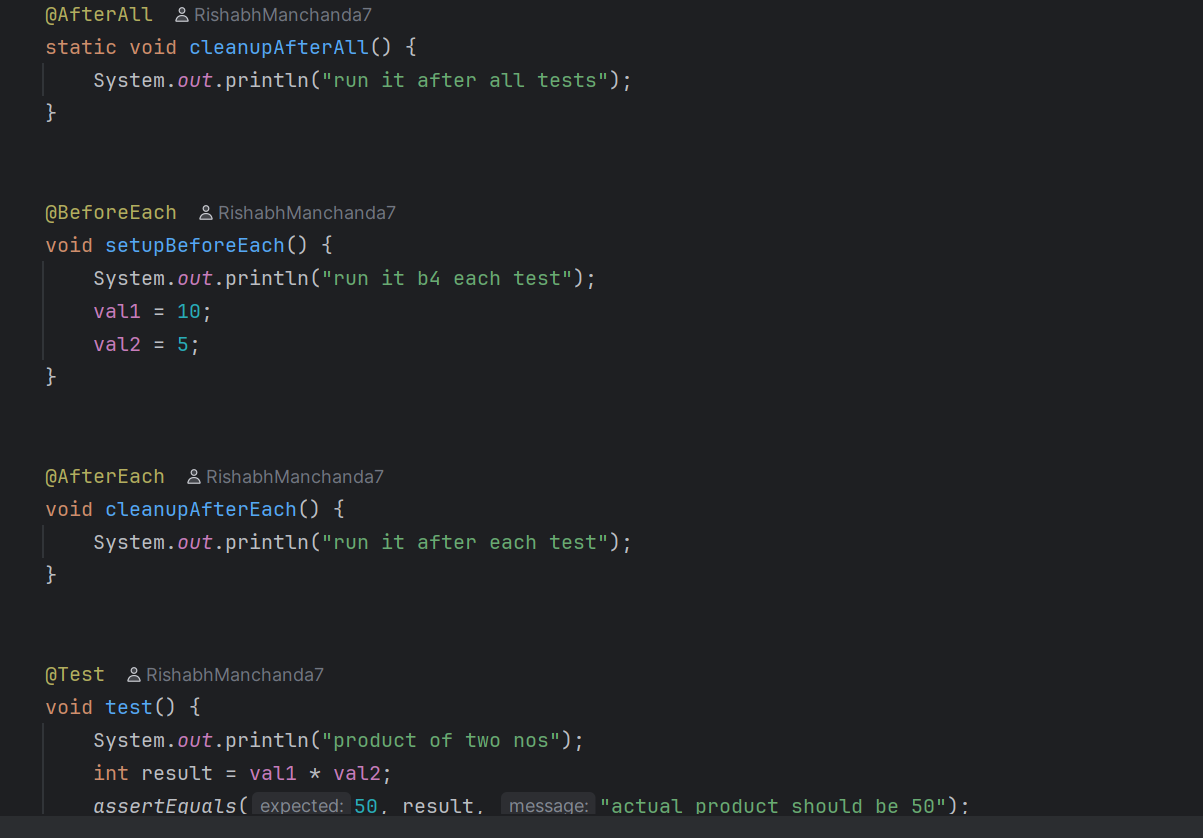 @AfterAll RishabhManchanda7
static void cleanupAfterAll() {
    System.out.println("run it after all tests");
}
@BeforeEach RishabhManchanda7
void setupBeforeEach() {
    System.out.println("run it b4 each test");
    val1 = 10;
    val2 = 5;
}
@AfterEach RishabhManchanda7
void cleanupAfterEach() {
    System.out.println("run it after each test");
}
@Test RishabhManchanda7
void test() {
    System.out.println("product of two nos");
    int result = val1 * val2;
    assertEquals( expected: 50, result, message: "actual product should be 50");